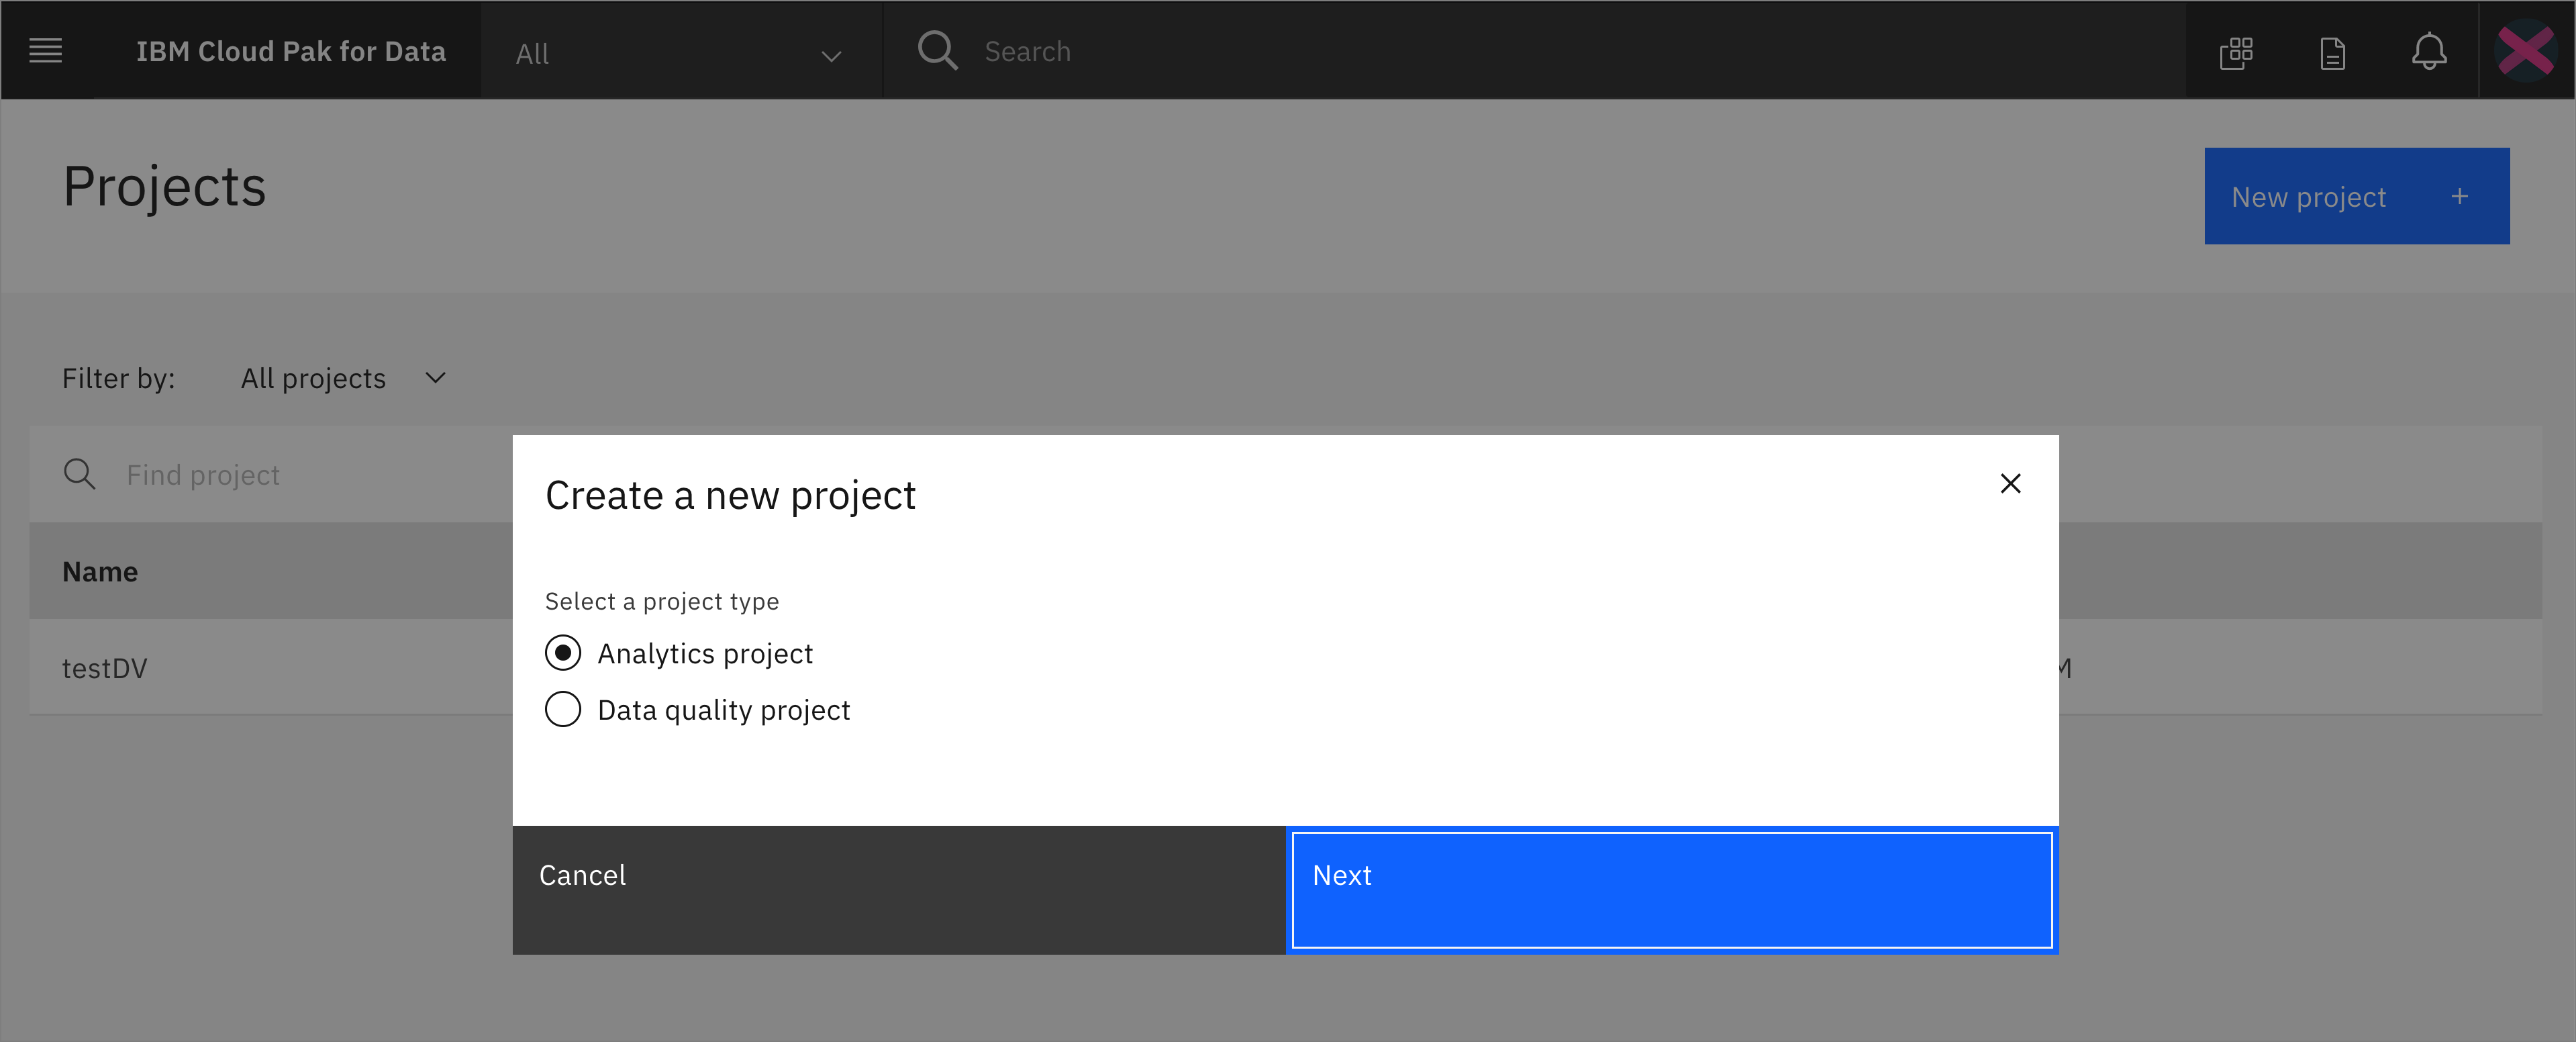 IBM Cloud Pak for Data
All
Search
Projects
New project +
Filter by: All projects
Find project
Name
testDV
M
Create a new project
Select a project type
Analytics project
Data quality project
Cancel
Next